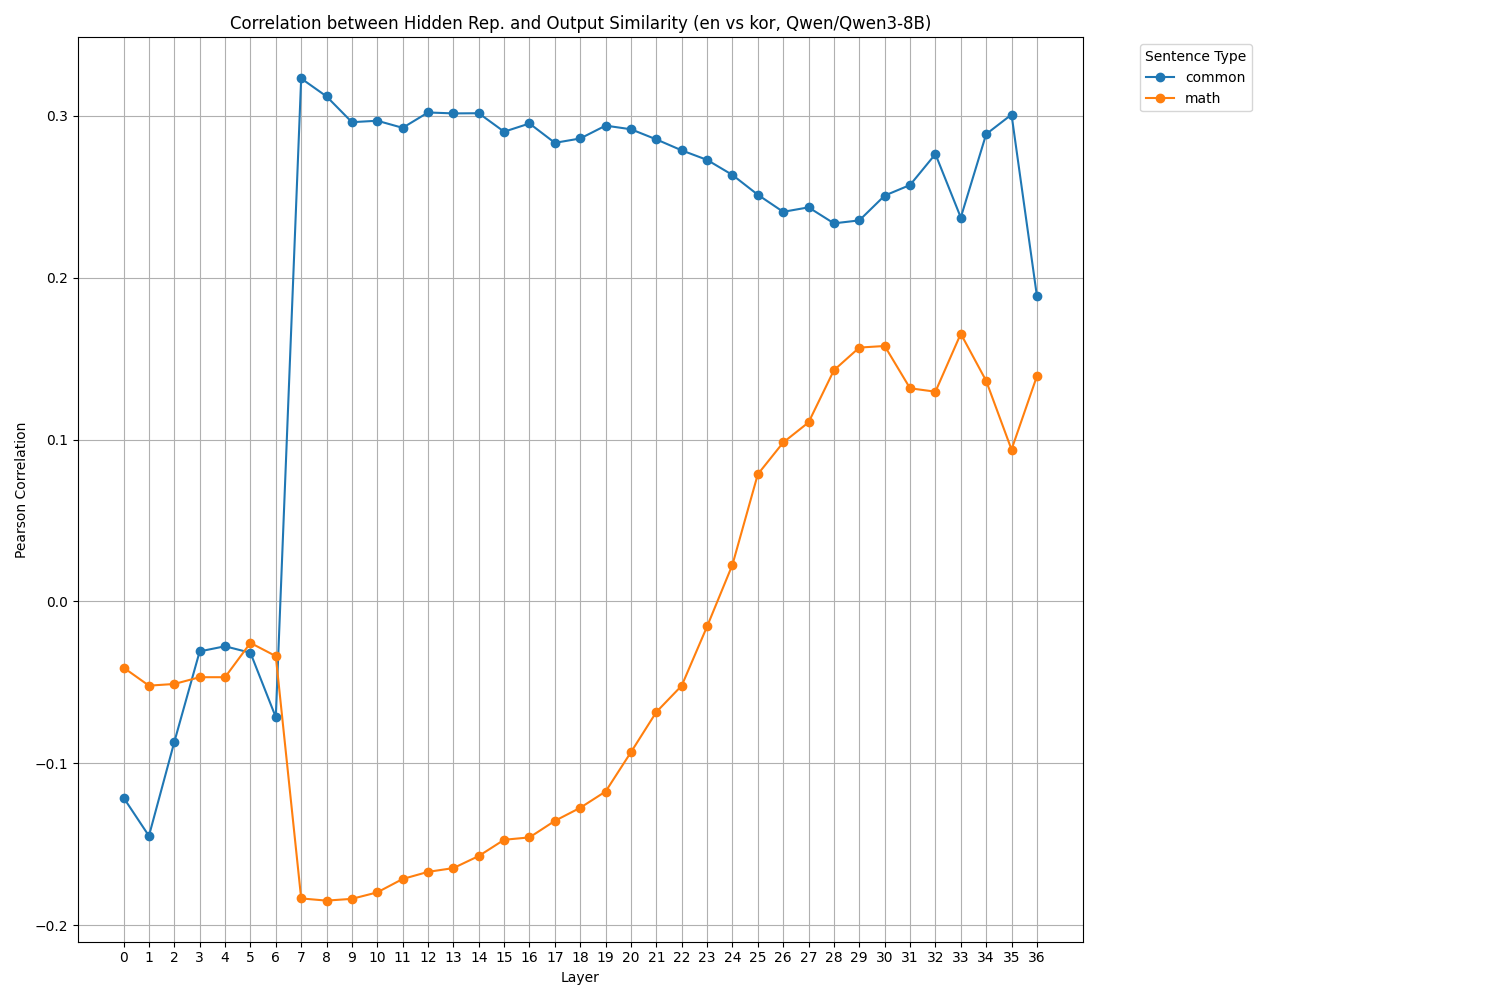 Correlation between Hidden Rep. and Output Similarity (en vs kor, Qwen/Qwen3-8B)
Sentence Type
common
math
Pearson Correlation
0.3
0.2
0.1
0.0
−0.1
−0.2
0 1 2 3 4 5 6 7 8 9 10 11 12 13 14 15 16 17 18 19 20 21 22 23 24 25 26 27 28 29 30 31 32 33 34 35 36
Layer